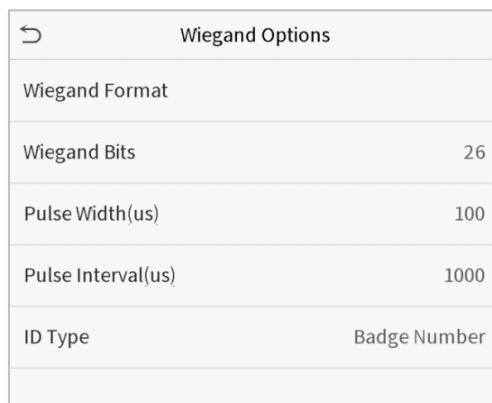 Wiegand Options
Wiegand Format
Wiegand Bits 26
Pulse Width(us) 100
Pulse Interval(us) 1000
ID Type Badge Number